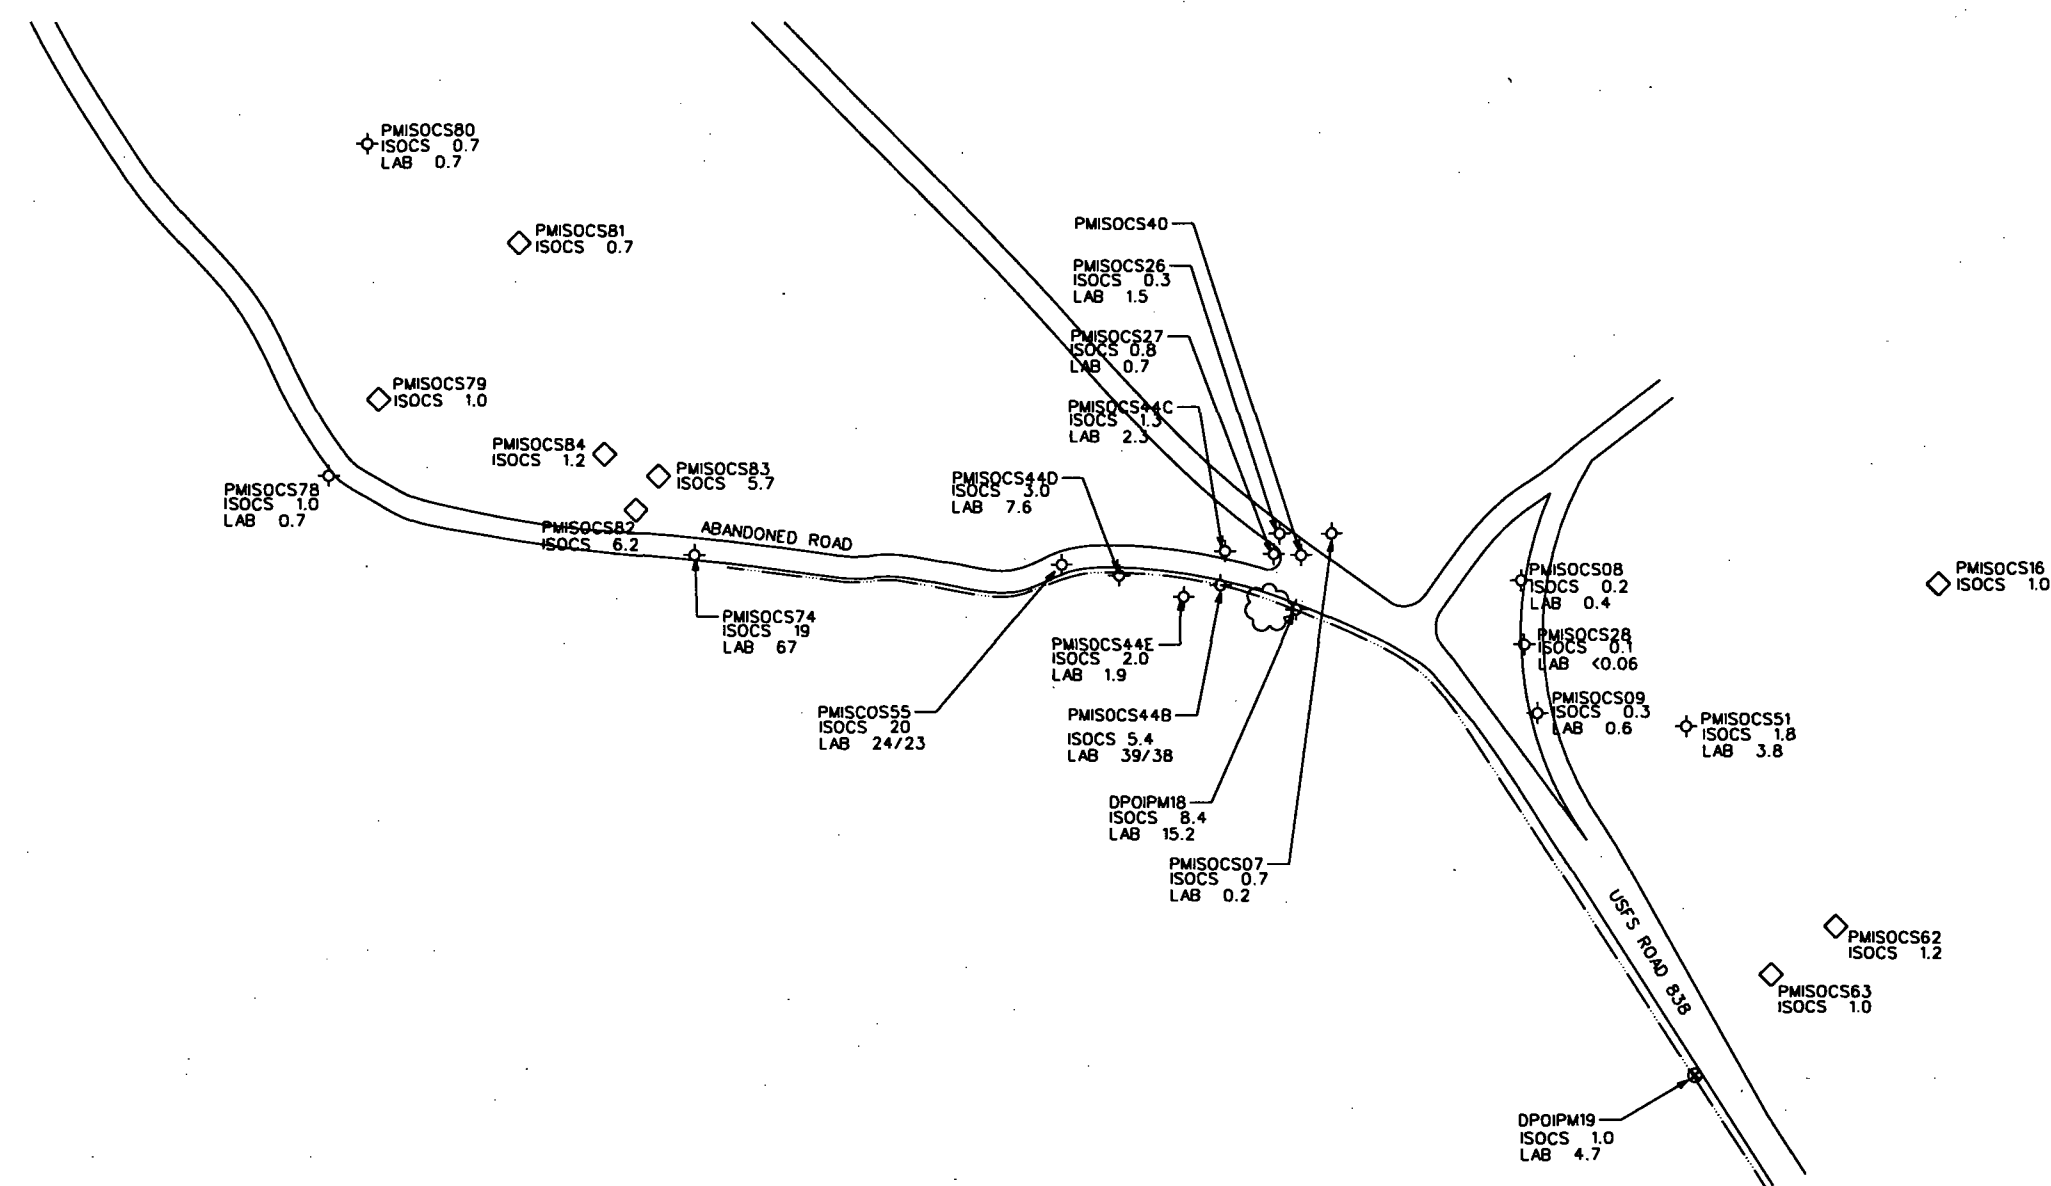 PMISOCS80
ISOCS 0.7
LAB 0.7
PMISOCS81
ISOCS 0.7
PMISOCS40
PMISOCS26
ISOCS 0.3
LAB 1.5
PMISOCS27
ISOCS 0.8
LAB 0.7
PMISOCS44C
ISOCS 1.3
LAB 2.3
PMISOCS79
ISOCS 1.0
PMISOCS84
ISOCS 1.2
PMISOCS83
ISOCS 5.7
PMISOCS78
ISOCS 1.0
LAB 0.7
PMISOCS82
ISOCS 6.2
ABANDONED ROAD
PMISOCS44D
ISOCS 3.0
LAB 7.6
PMISOCS74
ISOCS 19
LAB 67
PMISOCS44E
ISOCS 2.0
LAB 1.9
PMISCOS55
ISOCS 20
LAB 24/23
PMISOCS44B
ISOCS 5.4
LAB 39/38
DPOIPM18
ISOCS 8.4
LAB 15.2
PMISOCS07
ISOCS 0.7
LAB 0.2
PMISOCS08
ISOCS 0.2
LAB 0.4
PMISOCS28
ISOCS 0.1
LAB <0.06
PMISOCS09
ISOCS 0.3
LAB 0.6
PMISOCS16
ISOCS 1.0
PMISOCS51
ISOCS 1.8
LAB 3.8
USFS ROAD 838
PMISOCS62
ISOCS 1.2
PMISOCS63
ISOCS 1.0
DPOIPM19
ISOCS 1.0
LAB 4.7